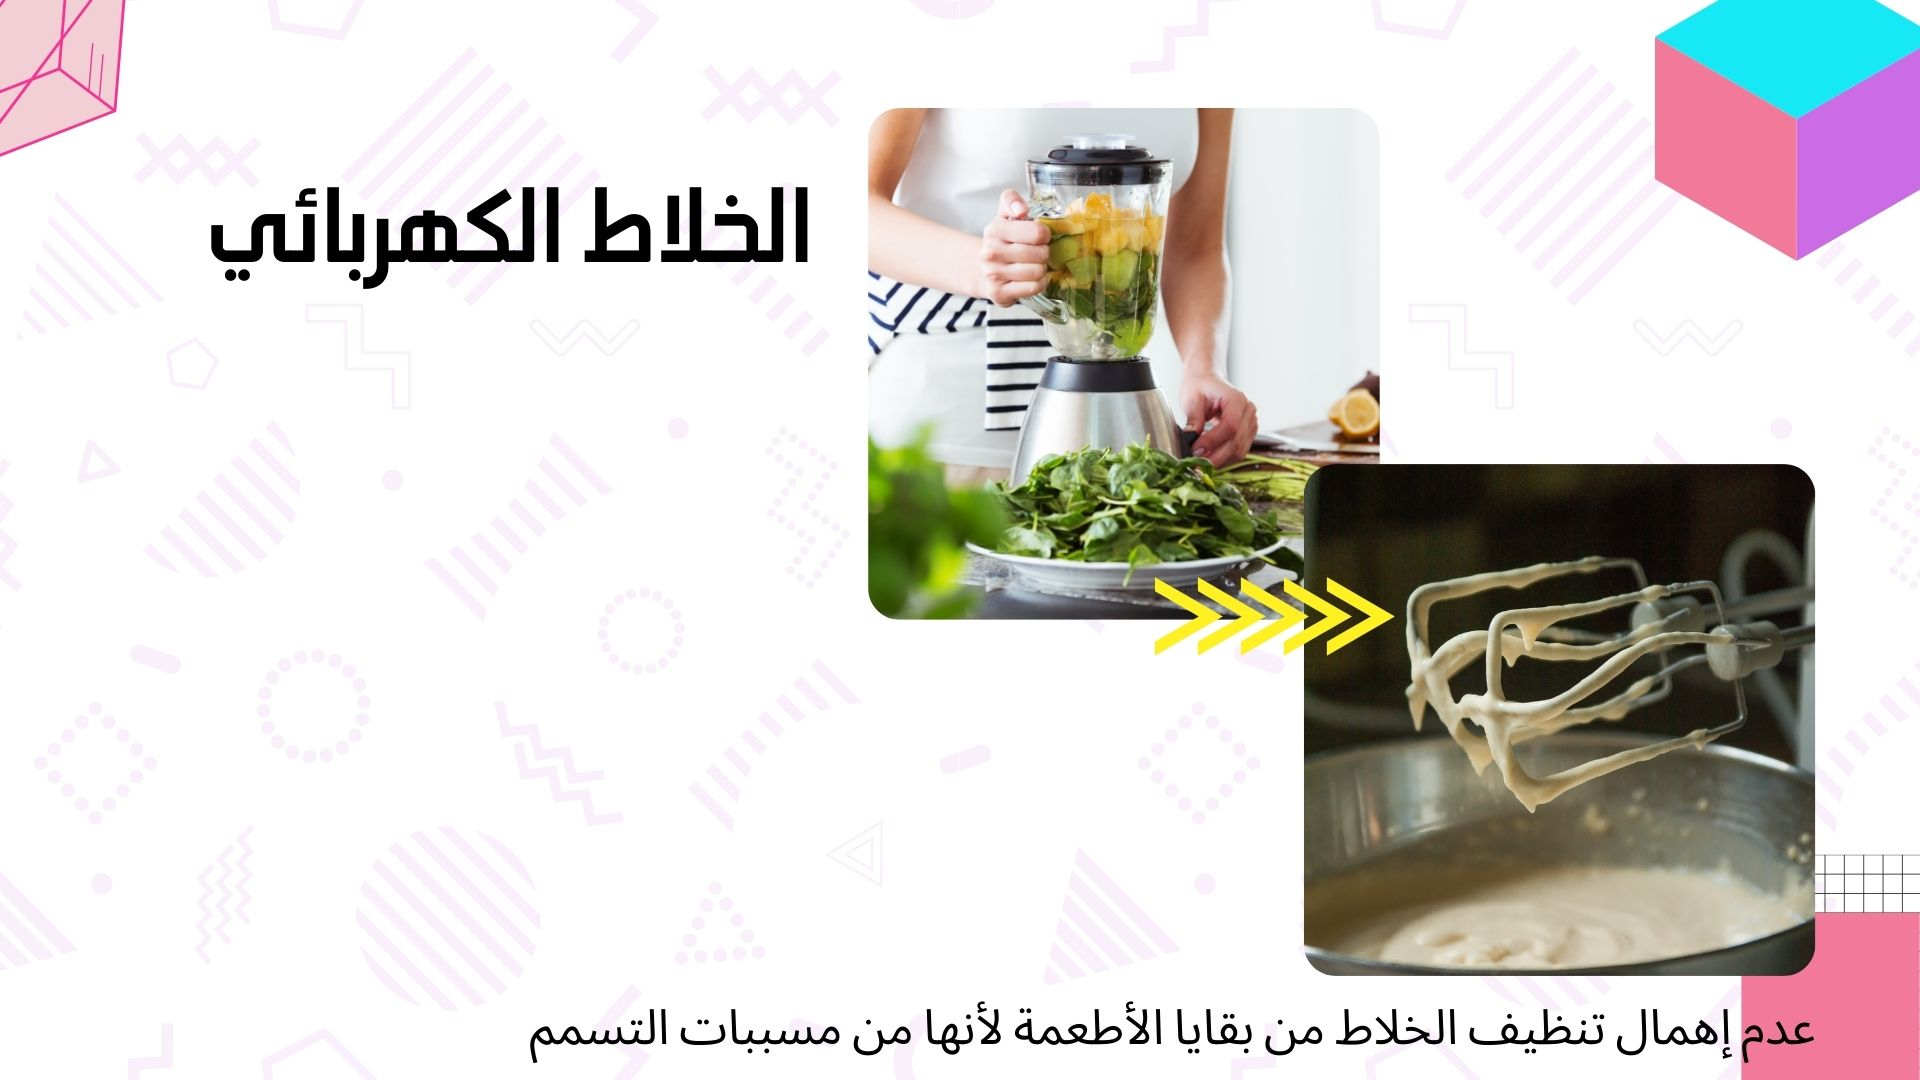 الخلاط الكهربائي
عدم إهمال تنظيف الخلاط من بقايا الأطعمة لأنها من مسببات التسمم